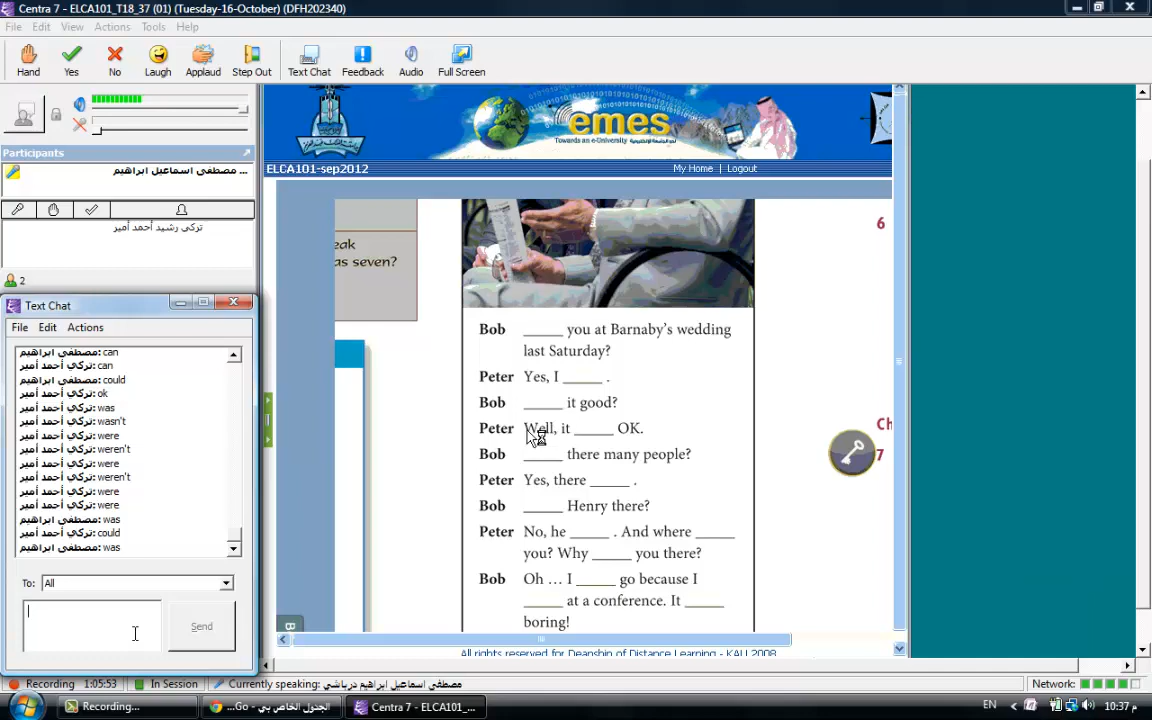 Centra 7 - ELCA101_T18_37 (01) (Tuesday-16-October) (DFH202340)
File Edit View Actions Tools Help
Hand Yes No Laugh Applaud Step Out Text Chat Feedback Audio Full Screen
emes
Towards an e-University
Participants
ELCA101-sep2012
My Home | Logout
... مصطفى اسماعيل ابراهيم
تركي رشيد أحمد أمير
2
eak
as seven?
6
Text Chat
File Edit Actions
مصطفى ابراهيم: can
تركي أحمد أمير: can
مصطفى ابراهيم: could
تركي أحمد أمير: ok
تركي أحمد أمير: was
تركي أحمد أمير: wasn't
تركي أحمد أمير: were
تركي أحمد أمير: weren't
تركي أحمد أمير: were
تركي أحمد أمير: weren't
تركي أحمد أمير: were
تركي أحمد أمير: were
مصطفى ابراهيم: was
تركي أحمد أمير: could
مصطفى ابراهيم: was
To: All
Send
Bob _____ you at Barnaby's wedding
last Saturday?
Peter Yes, I _____ .
Bob _____ it good?
Peter Well, it _____ OK.
Bob _____ there many people?
Peter Yes, there _____ .
Bob _____ Henry there?
Peter No, he _____ . And where _____
you? Why _____ you there?
Bob Oh … I _____ go because I
_____ at a conference. It _____
boring!
Ch
7
B
All rights reserved for Deanship of Distance Learning - KAU 2008
Recording 1:05:53 In Session Currently speaking: مصطفى اسماعيل ابراهيم درباشي Network:
Recording... الجدول الخاص بي - Go... Centra 7 - ELCA101_... EN 10:37 م